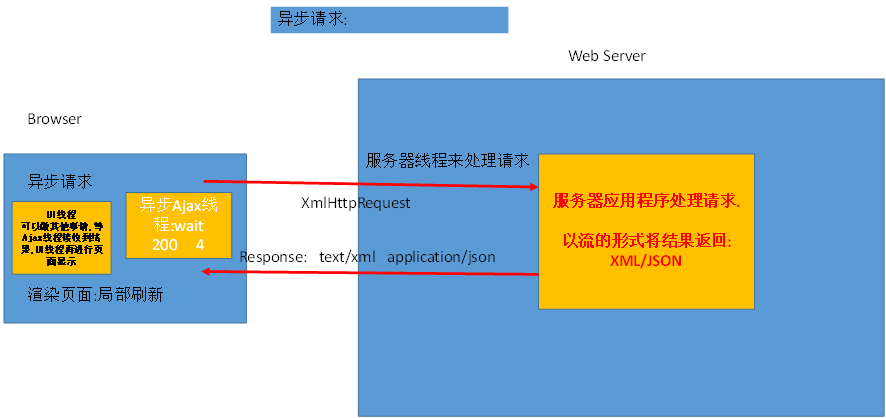 异步请求:
Web Server
Browser
服务器线程来处理请求
异步请求
XmlHttpRequest
UI线程
可以做其他事情,等
Ajax线程接收到结
果,UI线程再进行页
面显示
异步Ajax线
程:wait
200 4
服务器应用程序处理请求.
以流的形式将结果返回:
XML/JSON
Response: text/xml application/json
渲染页面:局部刷新